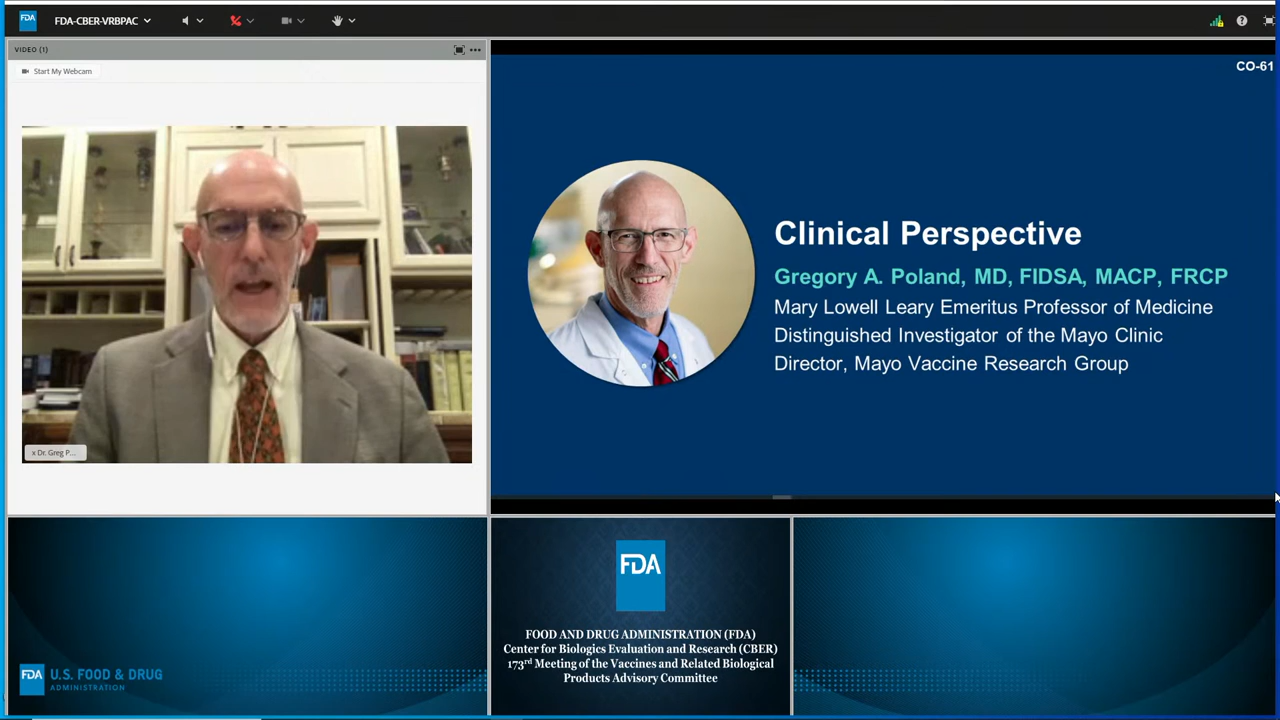 FDA
FDA-CBER-VRBPAC
VIDEO (1)
Start My Webcam
x Dr. Greg P...
CO-61
Clinical Perspective
Gregory A. Poland, MD, FIDSA, MACP, FRCP
Mary Lowell Leary Emeritus Professor of Medicine
Distinguished Investigator of the Mayo Clinic
Director, Mayo Vaccine Research Group
FDA
U.S. FOOD & DRUG
ADMINISTRATION
FDA
FOOD AND DRUG ADMINISTRATION (FDA)
Center for Biologics Evaluation and Research (CBER)
173rd Meeting of the Vaccines and Related Biological
Products Advisory Committee